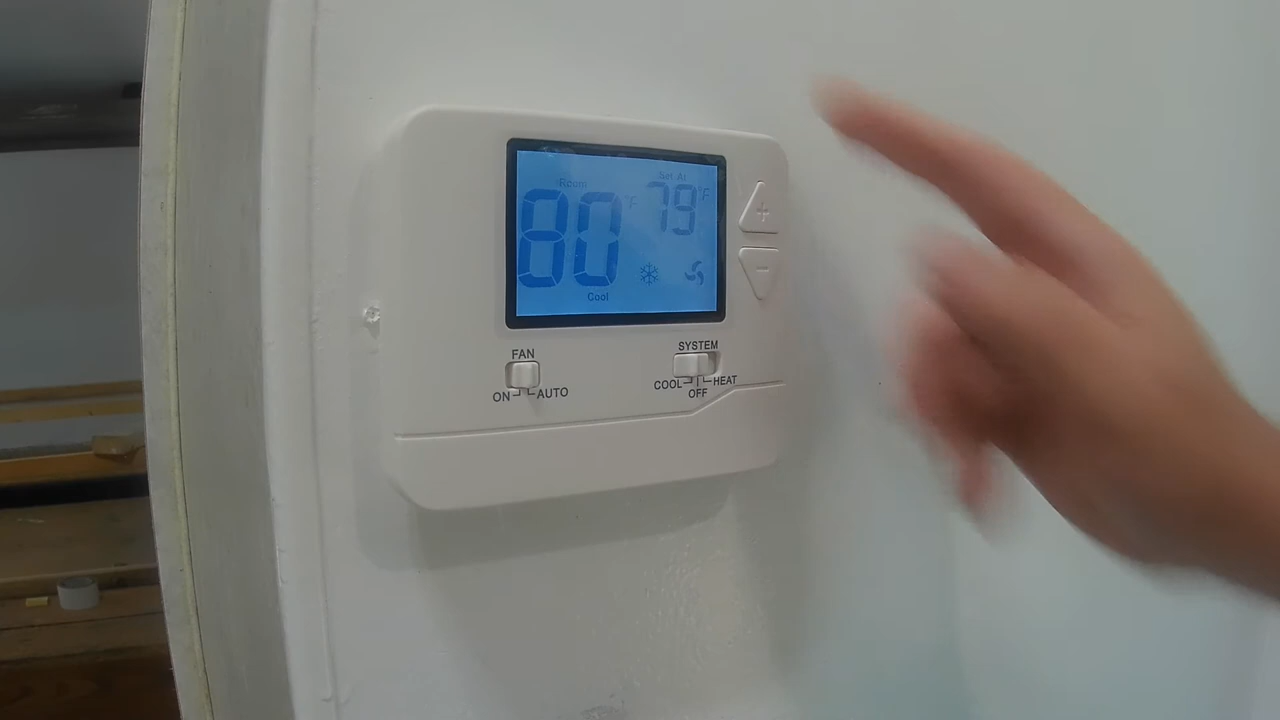 Room
Set At
80°F
79°F
Cool
+
-
FAN
ON AUTO
SYSTEM
COOL HEAT
OFF